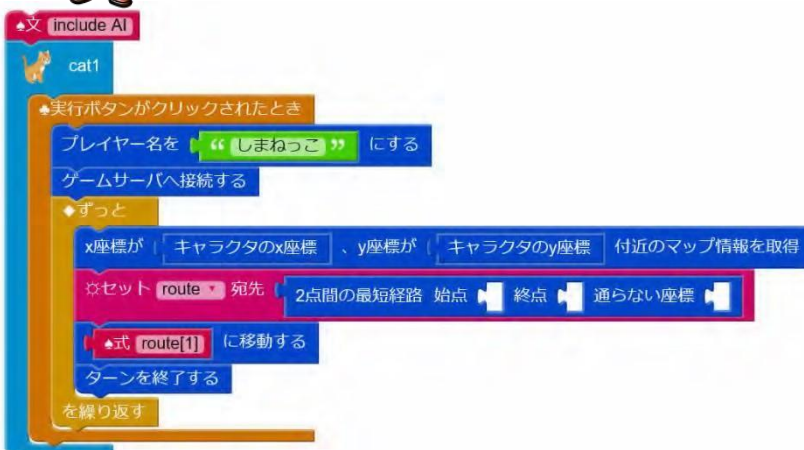 ♠文 include AI
cat1
♣実行ボタンがクリックされたとき
プレイヤー名を “ しまねっこ ” にする
ゲームサーバへ接続する
◆ずっと
x座標が キャラクタのx座標 、y座標が キャラクタのy座標 付近のマップ情報を取得
☼セット route 宛先 2点間の最短経路 始点 終点 通らない座標
♠式 route[1] に移動する
ターンを終了する
を繰り返す